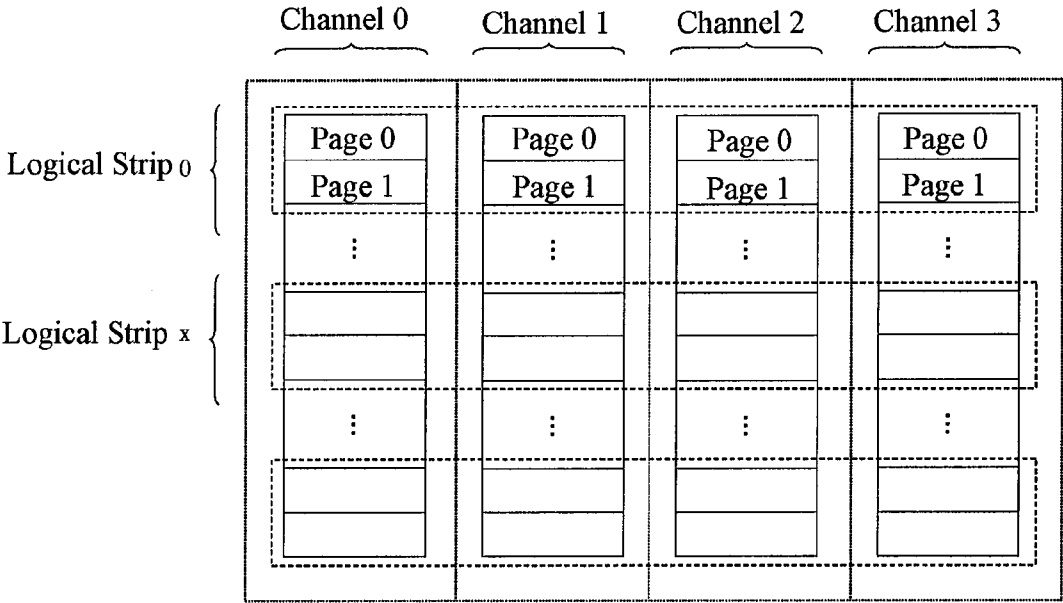 Channel 0 Channel 1 Channel 2 Channel 3
Logical Strip 0
Page 0 Page 0 Page 0 Page 0
Page 1 Page 1 Page 1 Page 1
⋮ ⋮ ⋮ ⋮
Logical Strip x
⋮ ⋮ ⋮ ⋮